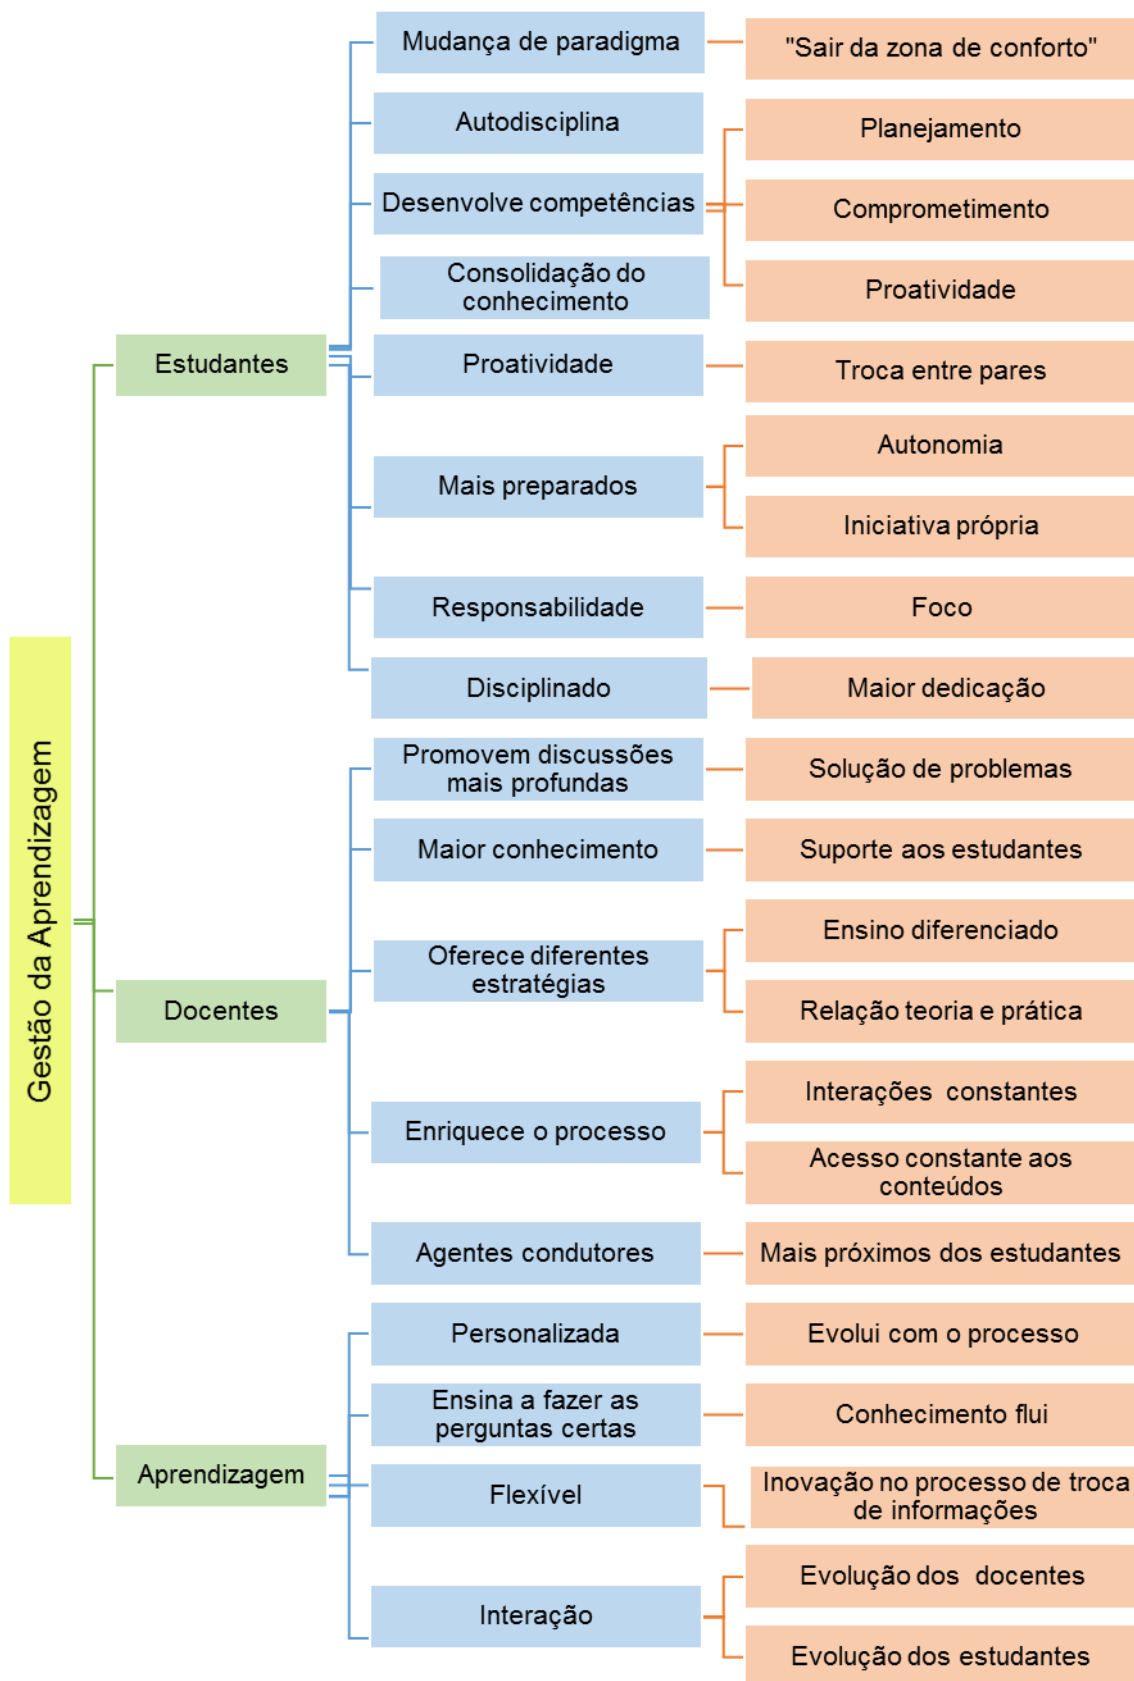 Gestão da Aprendizagem
Estudantes
Mudança de paradigma
"Sair da zona de conforto"
Autodisciplina
Desenvolve competências
Planejamento
Comprometimento
Proatividade
Consolidação do
conhecimento
Proatividade
Troca entre pares
Mais preparados
Autonomia
Iniciativa própria
Responsabilidade
Foco
Disciplinado
Maior dedicação
Docentes
Promovem discussões
mais profundas
Solução de problemas
Maior conhecimento
Suporte aos estudantes
Oferece diferentes
estratégias
Ensino diferenciado
Relação teoria e prática
Enriquece o processo
Interações constantes
Acesso constante aos
conteúdos
Agentes condutores
Mais próximos dos estudantes
Aprendizagem
Personalizada
Evolui com o processo
Ensina a fazer as
perguntas certas
Conhecimento flui
Flexível
Inovação no processo de troca
de informações
Interação
Evolução dos docentes
Evolução dos estudantes